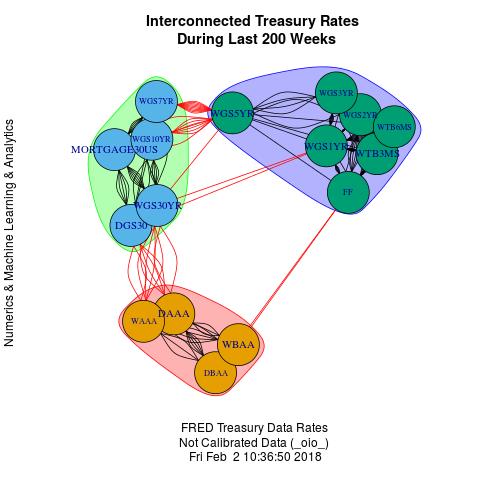 Interconnected Treasury Rates
During Last 200 Weeks
Numerics & Machine Learning & Analytics
WGS7YR
WGS3YR
WGS5YR
WGS2YR
WTB6MS
WGS10YR
MORTGAGE30US
WGS1YR
WTB3MS
FF
WGS30YR
DGS30
DAAA
WAAA
WBAA
DBAA
FRED Treasury Data Rates
Not Calibrated Data (_oio_)
Fri Feb  2 10:36:50 2018